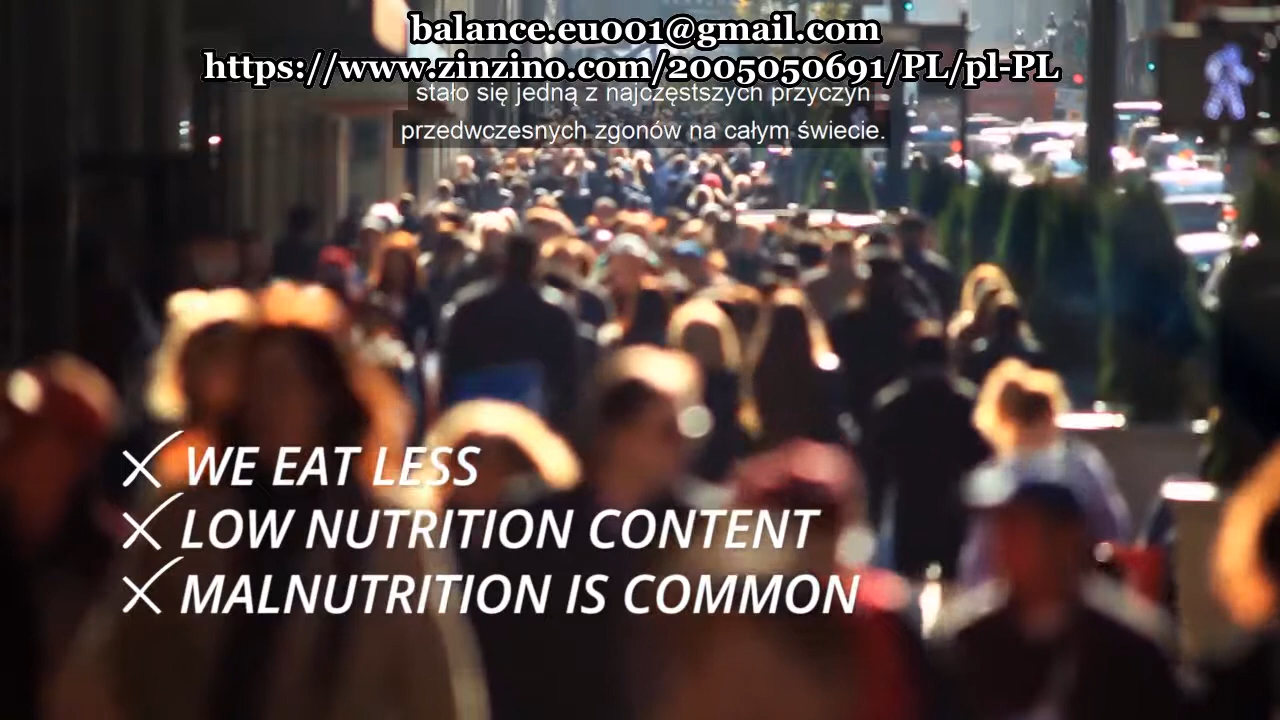 balance.eu001@gmail.com
https://www.zinzino.com/2005050691/PL/pl-PL
stało się jedną z najczęstszych przyczyn
przedwczesnych zgonów na całym świecie.
WE EAT LESS
LOW NUTRITION CONTENT
MALNUTRITION IS COMMON